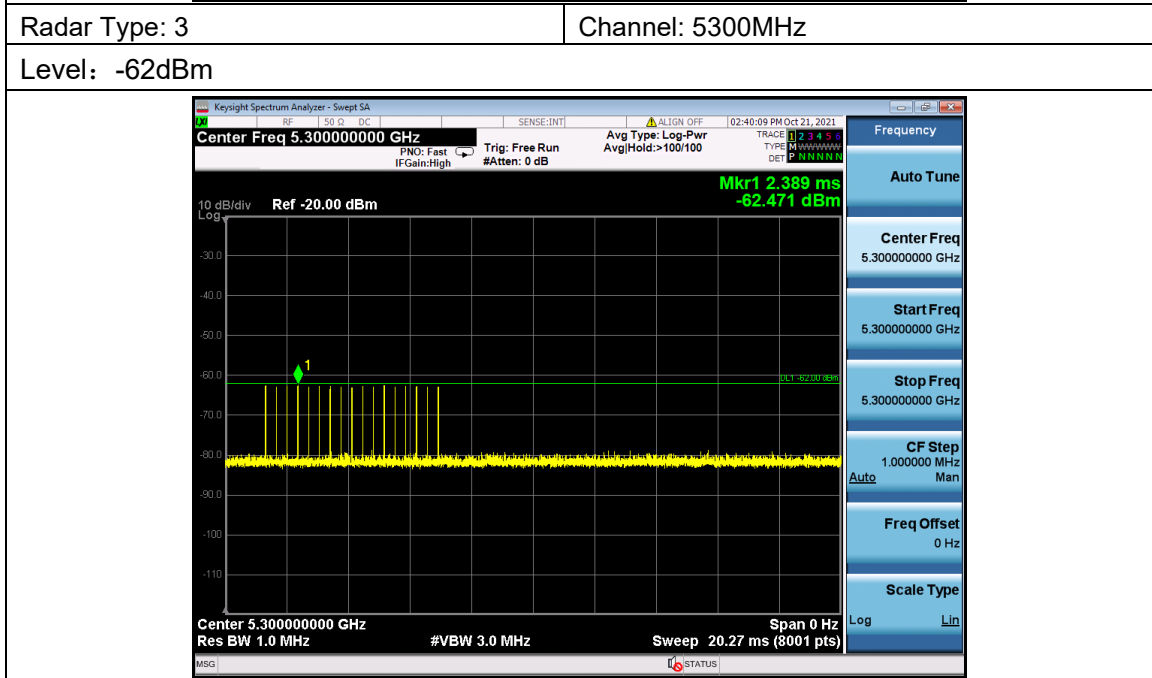 Radar Type: 3
Channel: 5300MHz
Level：-62dBm
Keysight Spectrum Analyzer - Swept SA
LXI RF 50 Ω DC SENSE:INT ALIGN OFF 02:40:09 PM Oct 21, 2021
Center Freq 5.300000000 GHz
PNO: Fast
IFGain:High
Trig: Free Run
#Atten: 0 dB
Avg Type: Log-Pwr
Avg|Hold:>100/100
TRACE 1 2 3 4 5 6
TYPE M WWWWW
DET P N N N N N
Mkr1 2.389 ms
-62.471 dBm
10 dB/div Ref -20.00 dBm
Log
-30.0
-40.0
-50.0
1
-60.0
DL1 -62.00 dBm
-70.0
-80.0
-90.0
-100
-110
Center 5.300000000 GHz Span 0 Hz
Res BW 1.0 MHz #VBW 3.0 MHz Sweep 20.27 ms (8001 pts)
MSG STATUS
Frequency
Auto Tune
Center Freq
5.300000000 GHz
Start Freq
5.300000000 GHz
Stop Freq
5.300000000 GHz
CF Step
1.000000 MHz
Auto Man
Freq Offset
0 Hz
Scale Type
Log Lin